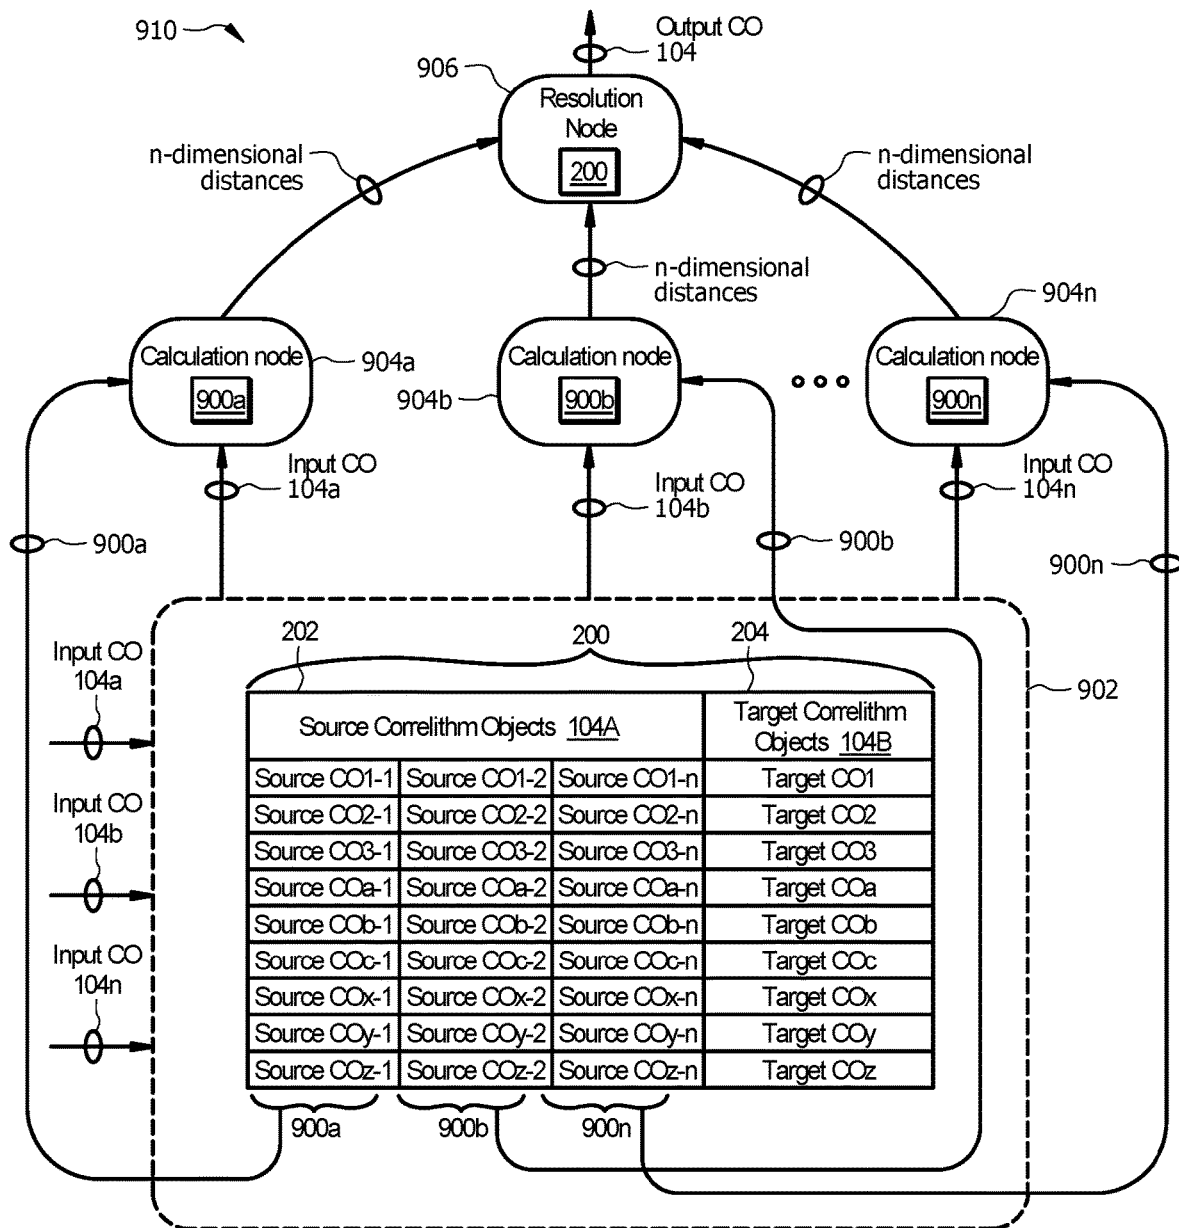 910
Output CO
104
906
Resolution
Node
200
n-dimensional
distances
n-dimensional
distances
n-dimensional
distances
904n
Calculation node
900a
904a
Calculation node
900b
904b
Calculation node
900n
Input CO
104a
Input CO
104b
Input CO
104n
900a
900b
900n
202
200
204
902
Input CO
104a
Input CO
104b
Input CO
104n
Source Correlithm Objects 104A
Target Correlithm
Objects 104B
Source CO1-1 Source CO1-2 Source CO1-n Target CO1
Source CO2-1 Source CO2-2 Source CO2-n Target CO2
Source CO3-1 Source CO3-2 Source CO3-n Target CO3
Source COa-1 Source COa-2 Source COa-n Target COa
Source COb-1 Source COb-2 Source COb-n Target COb
Source COc-1 Source COc-2 Source COc-n Target COc
Source COx-1 Source COx-2 Source COx-n Target COx
Source COy-1 Source COy-2 Source COy-n Target COy
Source COz-1 Source COz-2 Source COz-n Target COz
900a
900b
900n